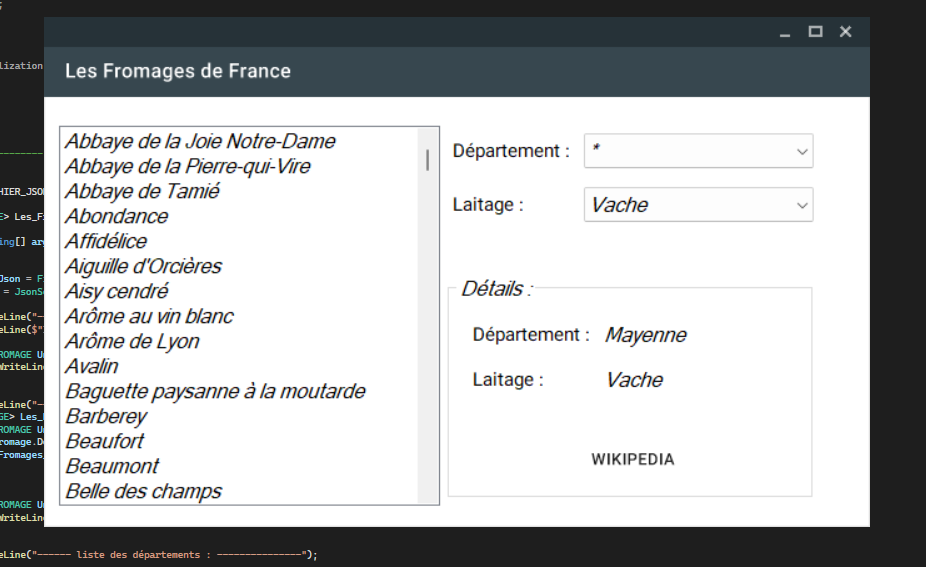 ;
lization
Les Fromages de France
Abbaye de la Joie Notre-Dame
Abbaye de la Pierre-qui-Vire
Abbaye de Tamié
Abondance
Affidélice
Aiguille d'Orcières
Aisy cendré
Arôme au vin blanc
Arôme de Lyon
Avalin
Baguette paysanne à la moutarde
Barberey
Beaufort
Beaumont
Belle des champs
Département : *
Laitage : Vache
Détails :
Département : Mayenne
Laitage : Vache
WIKIPEDIA
--------
HIER_JSO
E> Les_F
ing[] ar
Json = F
= JsonS
eLine("--
eLine($"
ROMAGE U
WriteLin
eLine("--
GE> Les_
ROMAGE U
romage.D
Fromages
ROMAGE U
WriteLin
eLine("------ liste des départements : ---------------");